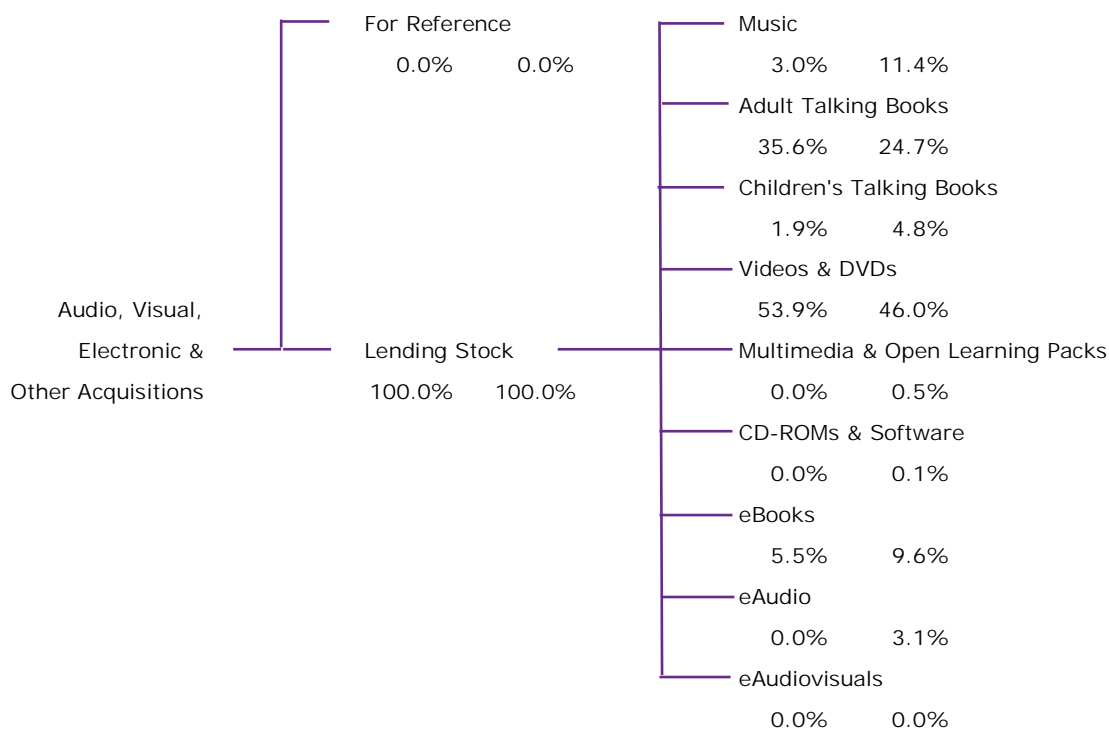 For Reference
0.0% 0.0%
Audio, Visual,
Electronic &
Other Acquisitions
Lending Stock
100.0% 100.0%
Music
3.0% 11.4%
Adult Talking Books
35.6% 24.7%
Children's Talking Books
1.9% 4.8%
Videos & DVDs
53.9% 46.0%
Multimedia & Open Learning Packs
0.0% 0.5%
CD-ROMs & Software
0.0% 0.1%
eBooks
5.5% 9.6%
eAudio
0.0% 3.1%
eAudiovisuals
0.0% 0.0%